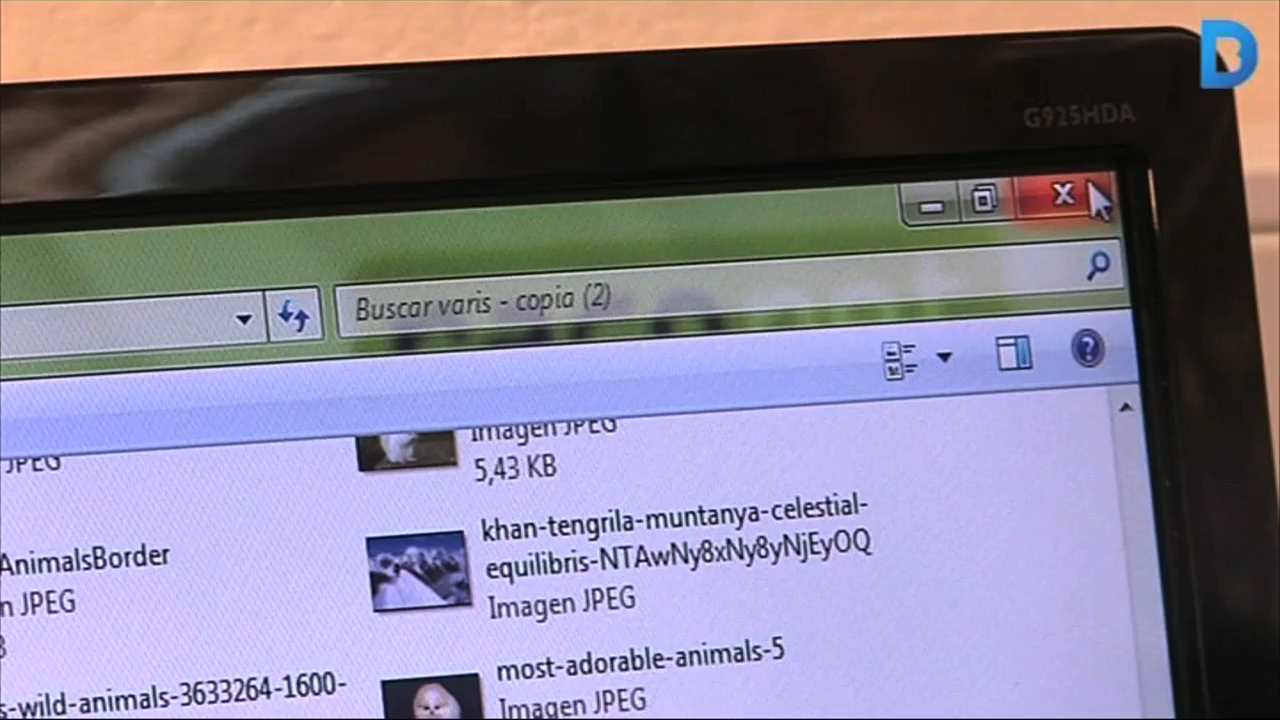 G925HDA
Buscar varis - copia (2)
JPEG
Imagen JPEG
5,43 KB
khan-tengrila-muntanya-celestial-
equilibris-NTAwNy8xNy8yNjEyOQ
Imagen JPEG
AnimalsBorder
n JPEG
most-adorable-animals-5
Imagen JPEG
s-wild-animals-3633264-1600-